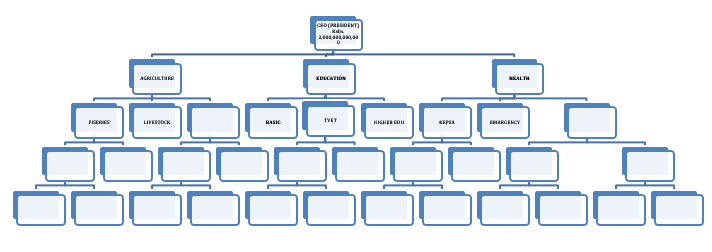 CEO (PRESIDENT)
Kshs.
3,000,000,000,00
0
AGRICULTURE
EDUCATION
HEALTH
FISERIES
LIVESTOCK
BASIC
TVET
HIGHER EDU
KEPSA
EMARGENCY